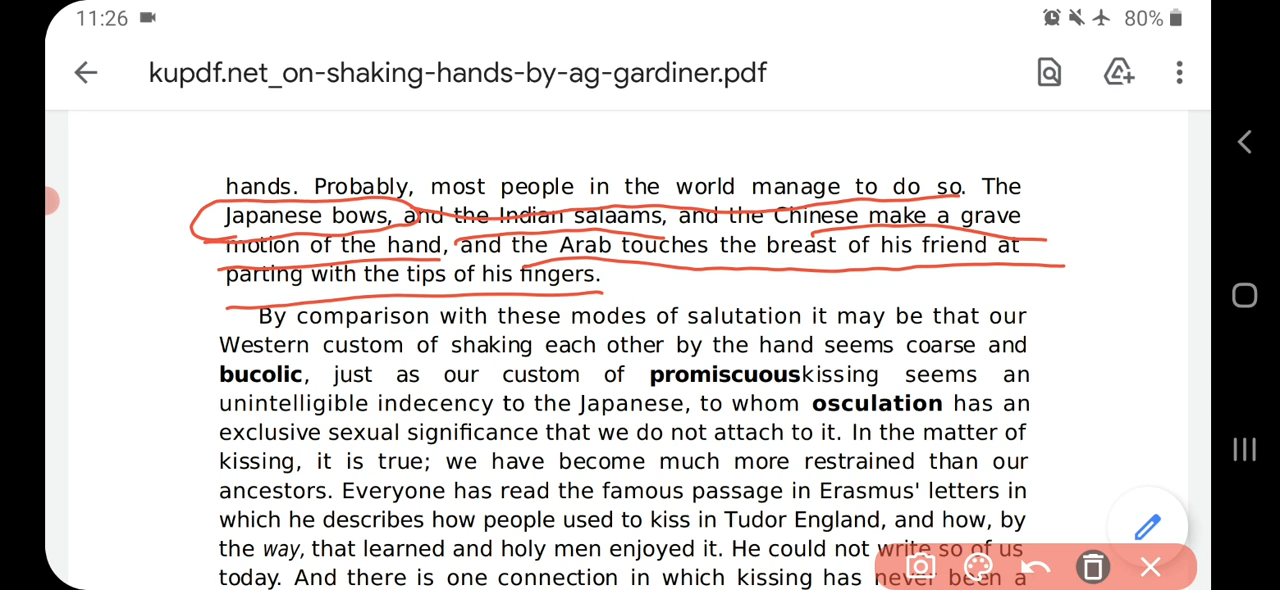 11:26
80%
kupdf.net_on-shaking-hands-by-ag-gardiner.pdf
hands. Probably, most people in the world manage to do so. The
Japanese bows, and the Indian salaams, and the Chinese make a grave
motion of the hand, and the Arab touches the breast of his friend at
parting with the tips of his fingers.
By comparison with these modes of salutation it may be that our
Western custom of shaking each other by the hand seems coarse and
bucolic, just as our custom of promiscuouskissing seems an
unintelligible indecency to the Japanese, to whom osculation has an
exclusive sexual significance that we do not attach to it. In the matter of
kissing, it is true; we have become much more restrained than our
ancestors. Everyone has read the famous passage in Erasmus' letters in
which he describes how people used to kiss in Tudor England, and how, by
the way, that learned and holy men enjoyed it. He could not write so of us
today. And there is one connection in which kissing has never been a